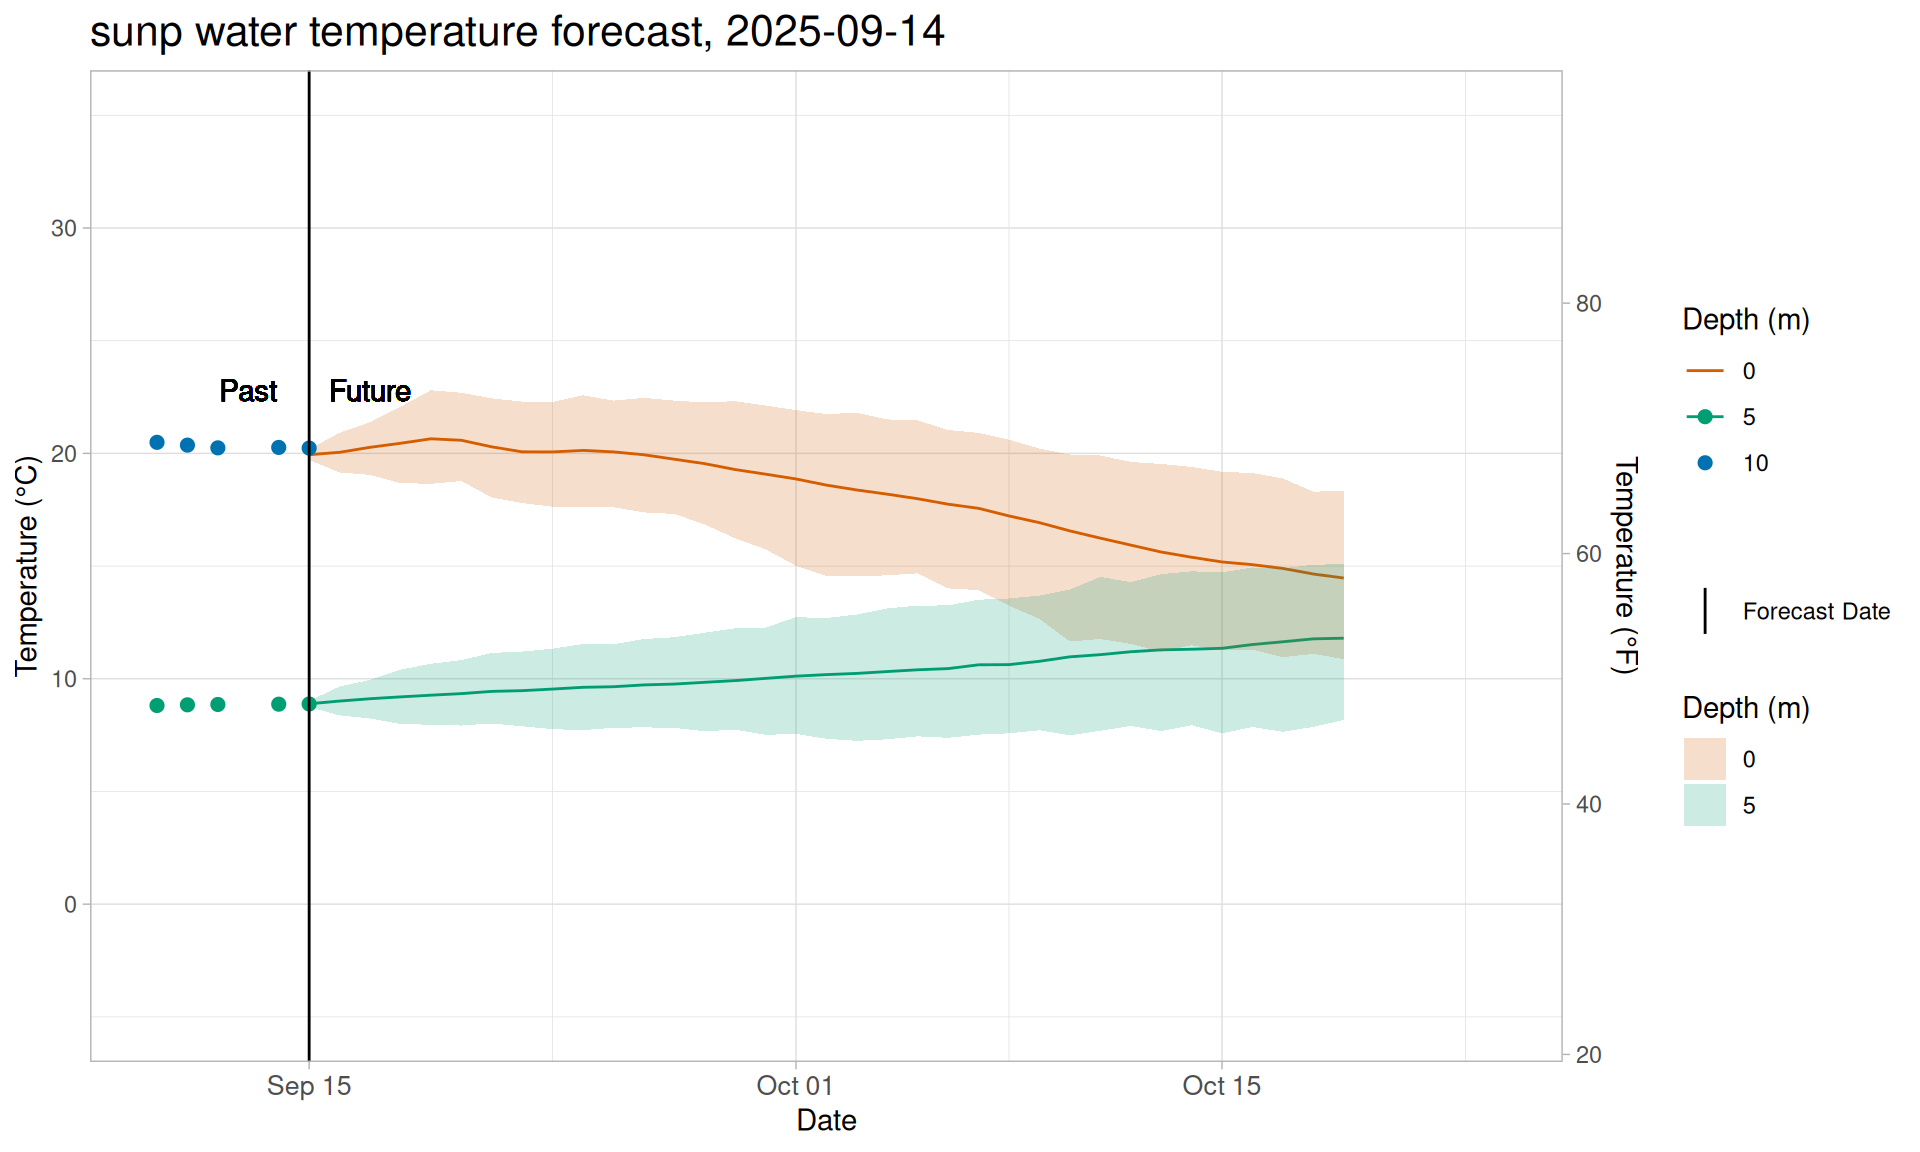 sunp water temperature forecast, 2025-09-14
Past Future
30
20
10
0
Temperature (°C)
Sep 15 Oct 01 Oct 15
Date
80
60
40
20
Temperature (°F)
Depth (m)
0
5
10
Forecast Date
Depth (m)
0
5